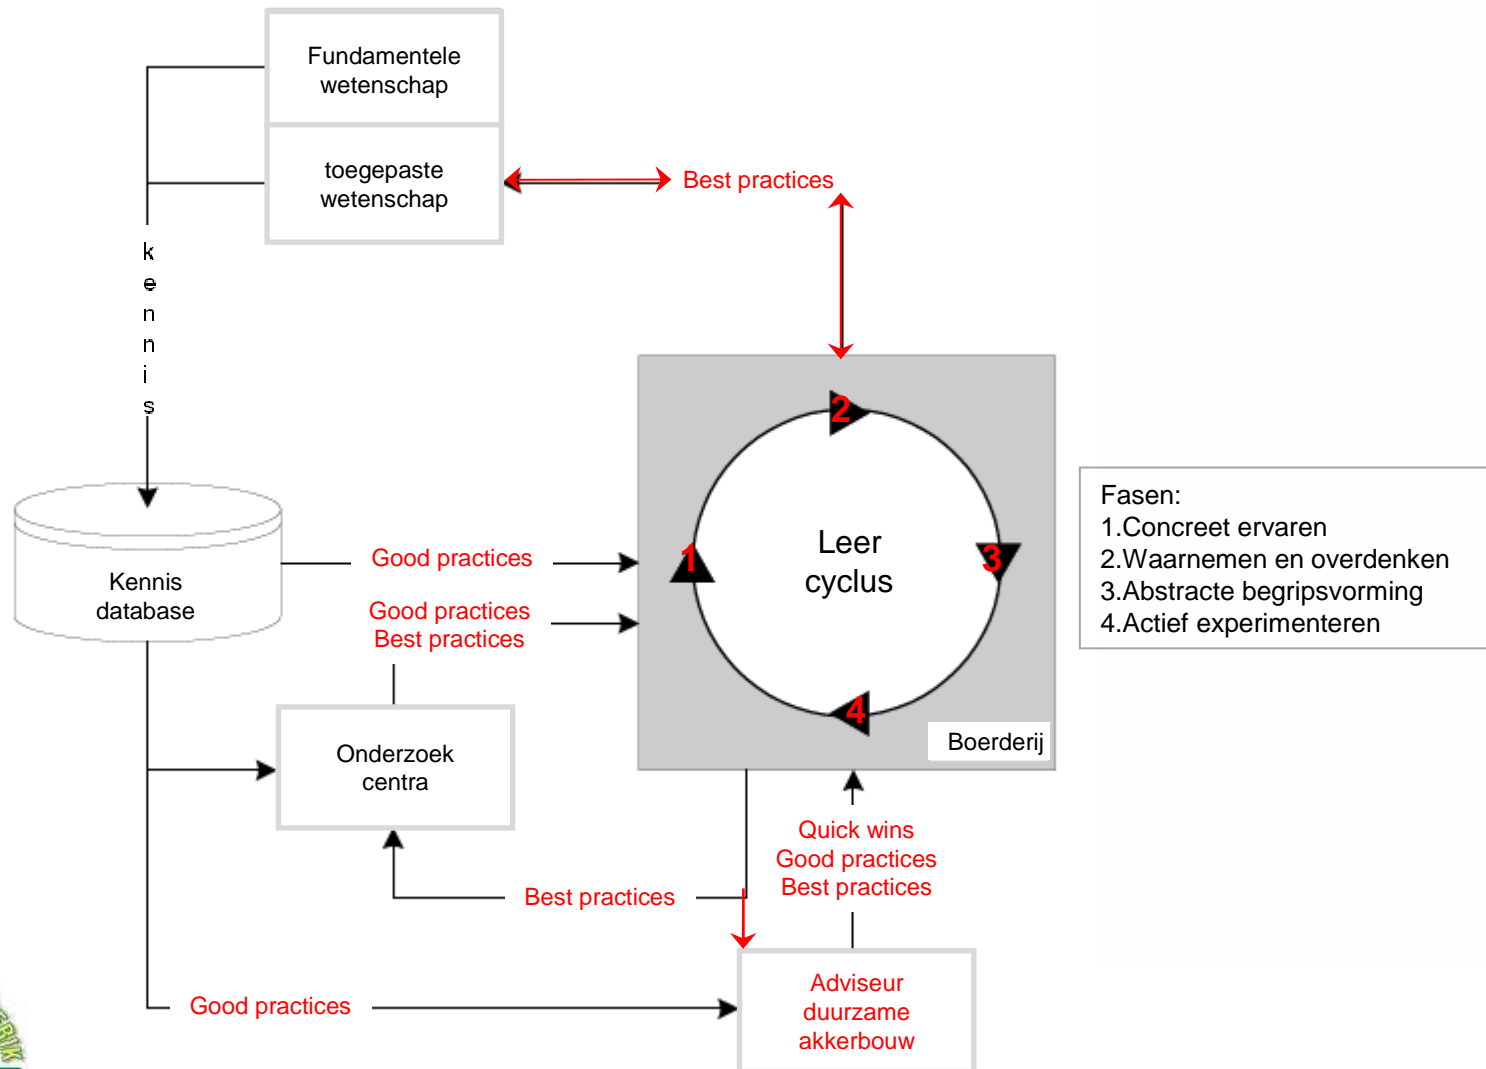 Fundamentele
wetenschap
toegepaste
wetenschap
Best practices
kennis
2
Leer
cyclus
1
3
4
Boerderij
Fasen:
1.Concreet ervaren
2.Waarnemen en overdenken
3.Abstracte begripsvorming
4.Actief experimenteren
Kennis
database
Good practices
Good practices
Best practices
Onderzoek
centra
Best practices
Quick wins
Good practices
Best practices
Good practices
Adviseur
duurzame
akkerbouw